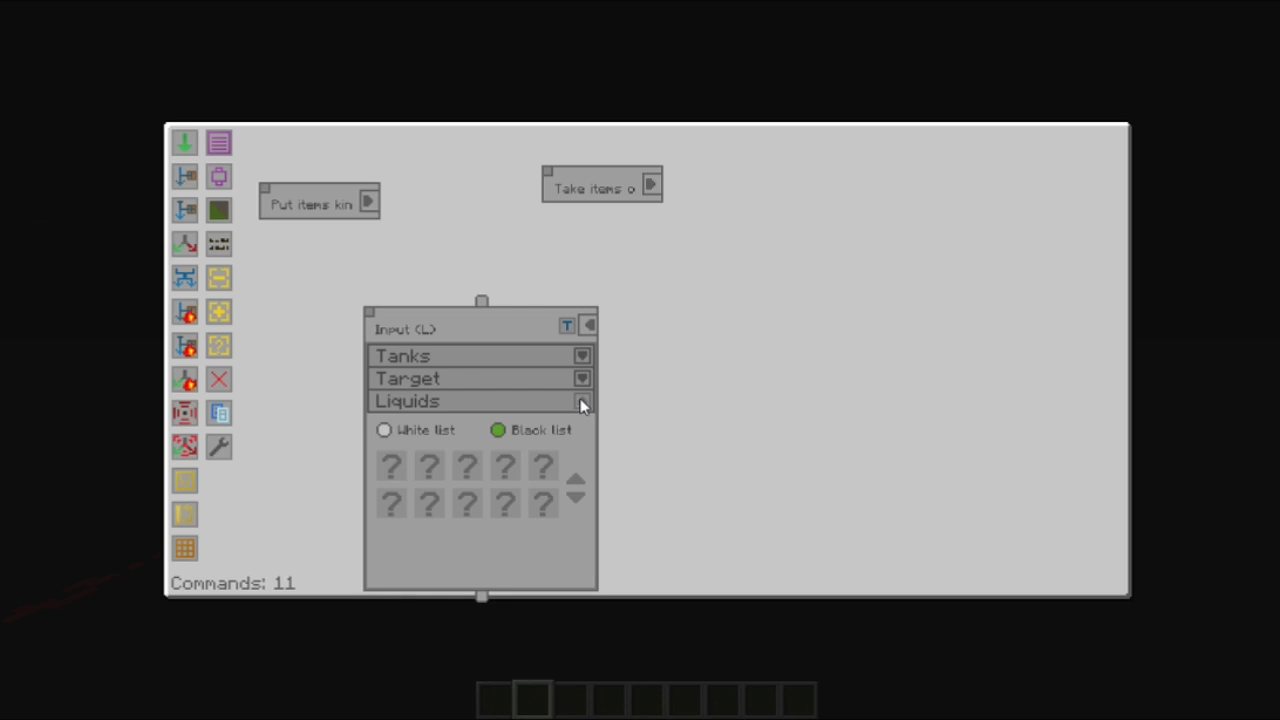 Take items o
Put items kin
Input (L)
T
Tanks
Target
Liquids
White list
Black list
? ? ? ? ?
? ? ? ? ?
Commands: 11